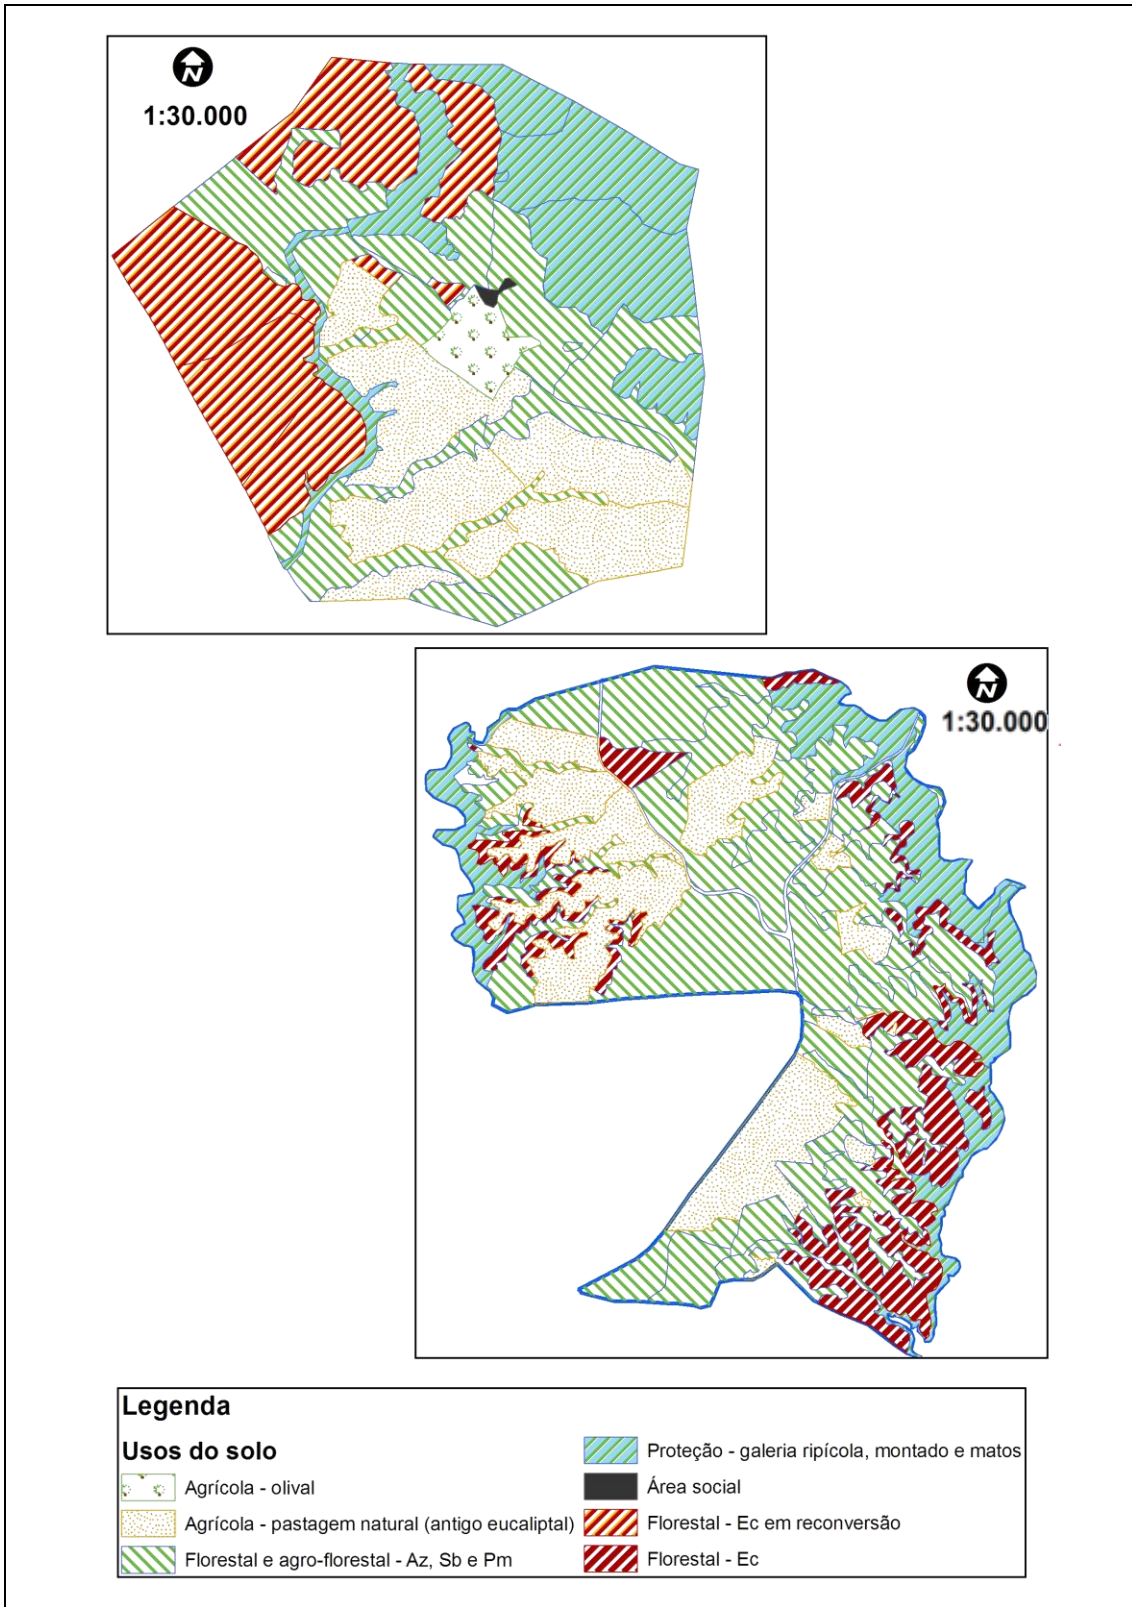 N
1:30.000
N
1:30.000
Legenda
Usos do solo
Agrícola - olival
Agrícola - pastagem natural (antigo eucaliptal)
Florestal e agro-florestal - Az, Sb e Pm
Proteção - galeria ripícola, montado e matos
Área social
Florestal - Ec em reconversão
Florestal - Ec